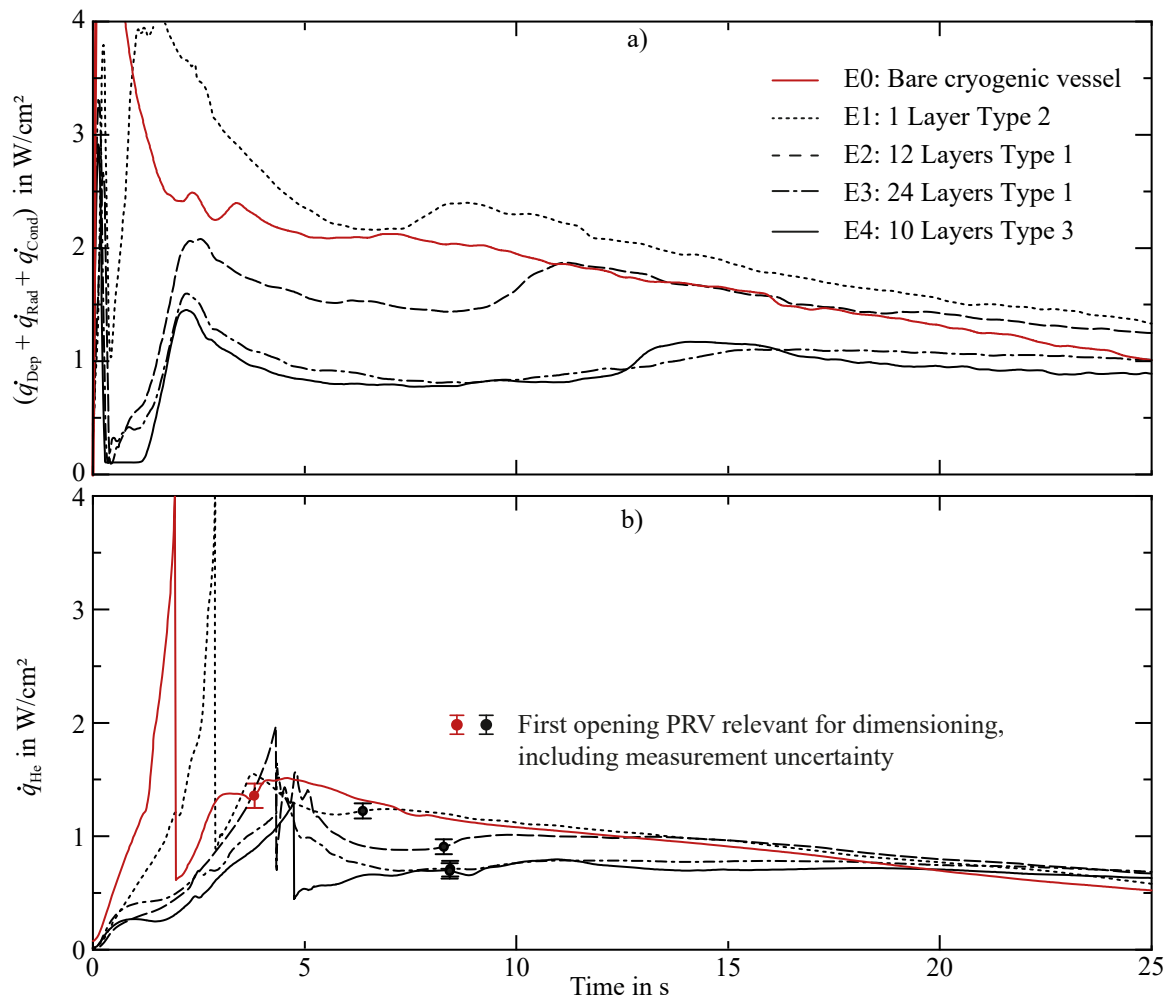 4
3
2
1
0
(q̇Dep + q̇Rad + q̇Cond) in W/cm²
a)
E0: Bare cryogenic vessel
E1: 1 Layer Type 2
E2: 12 Layers Type 1
E3: 24 Layers Type 1
E4: 10 Layers Type 3
4
3
2
1
0
q̇He in W/cm²
b)
First opening PRV relevant for dimensioning,
including measurement uncertainty
0 5 10 15 20 25
Time in s